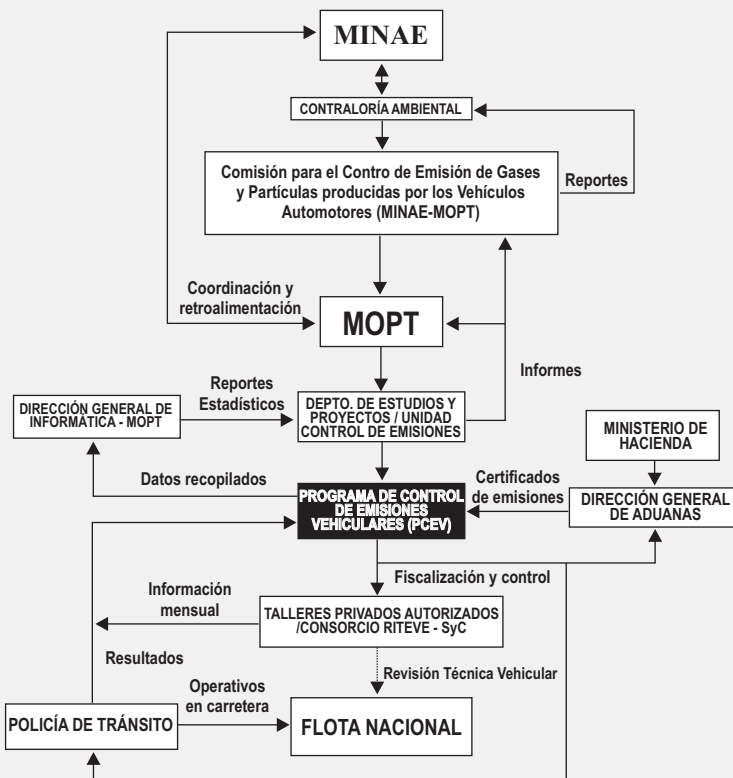 MINAE
CONTRALORÍA AMBIENTAL
Comisión para el Contro de Emisión de Gases
y Partículas producidas por los Vehículos
Automotores (MINAE-MOPT)
Reportes
Coordinación y
retroalimentación
MOPT
Informes
Reportes
Estadísticos
DIRECCIÓN GENERAL DE
INFORMÁTICA - MOPT
DEPTO. DE ESTUDIOS Y
PROYECTOS / UNIDAD
CONTROL DE EMISIONES
MINISTERIO DE
HACIENDA
Datos recopilados
PROGRAMA DE CONTROL
DE EMISIONES
VEHICULARES (PCEV)
Certificados
de emisiones
DIRECCIÓN GENERAL
DE ADUANAS
Fiscalización y control
Información
mensual
TALLERES PRIVADOS AUTORIZADOS
/CONSORCIO RITEVE - SyC
Resultados
Revisión Técnica Vehicular
Operativos
en carretera
POLICÍA DE TRÁNSITO
FLOTA NACIONAL